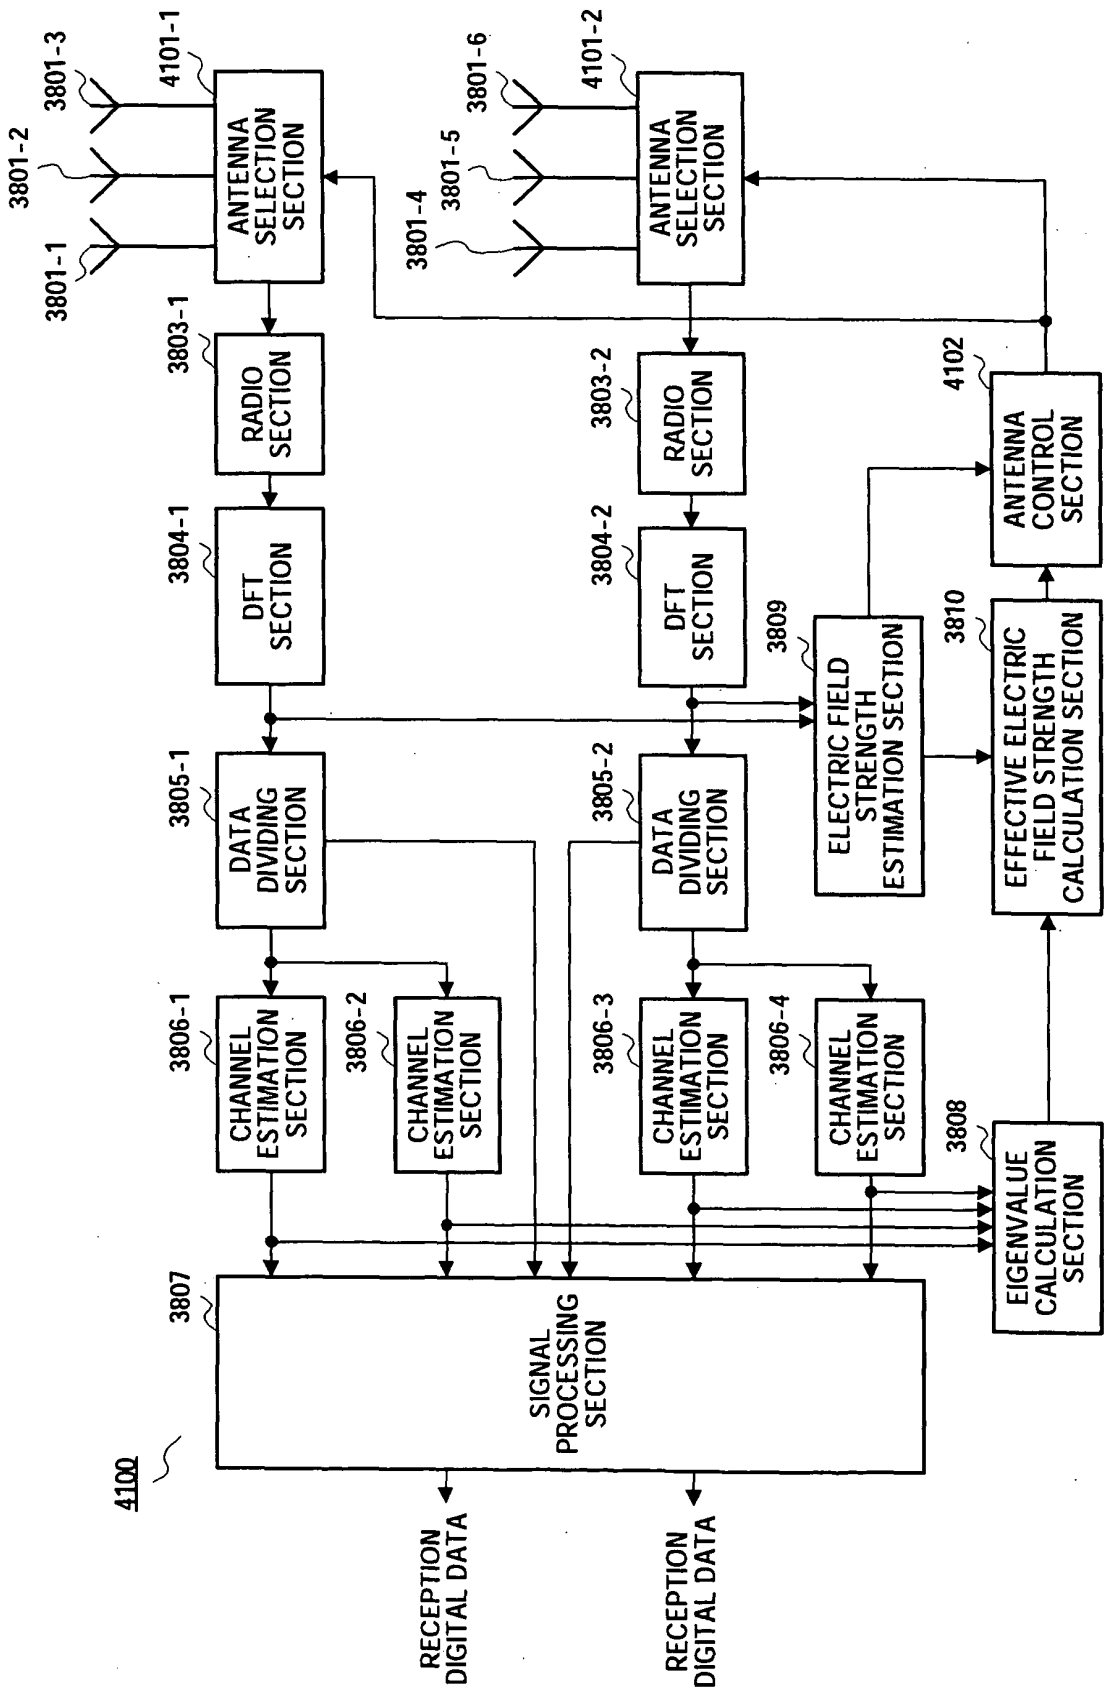 4100
3801-1
3801-2
3801-3
4101-1
ANTENNA
SELECTION
SECTION
3803-1
RADIO
SECTION
3804-1
DFT
SECTION
3805-1
DATA
DIVIDING
SECTION
3806-1
CHANNEL
ESTIMATION
SECTION
3806-2
CHANNEL
ESTIMATION
SECTION
3801-4
3801-5
3801-6
4101-2
ANTENNA
SELECTION
SECTION
3803-2
RADIO
SECTION
3804-2
DFT
SECTION
3805-2
DATA
DIVIDING
SECTION
3806-3
CHANNEL
ESTIMATION
SECTION
3806-4
CHANNEL
ESTIMATION
SECTION
3807
SIGNAL
PROCESSING
SECTION
RECEPTION
DIGITAL DATA
RECEPTION
DIGITAL DATA
3809
ELECTRIC FIELD
STRENGTH
ESTIMATION SECTION
3808
EIGENVALUE
CALCULATION
SECTION
3810
EFFECTIVE ELECTRIC
FIELD STRENGTH
CALCULATION SECTION
4102
ANTENNA
CONTROL
SECTION